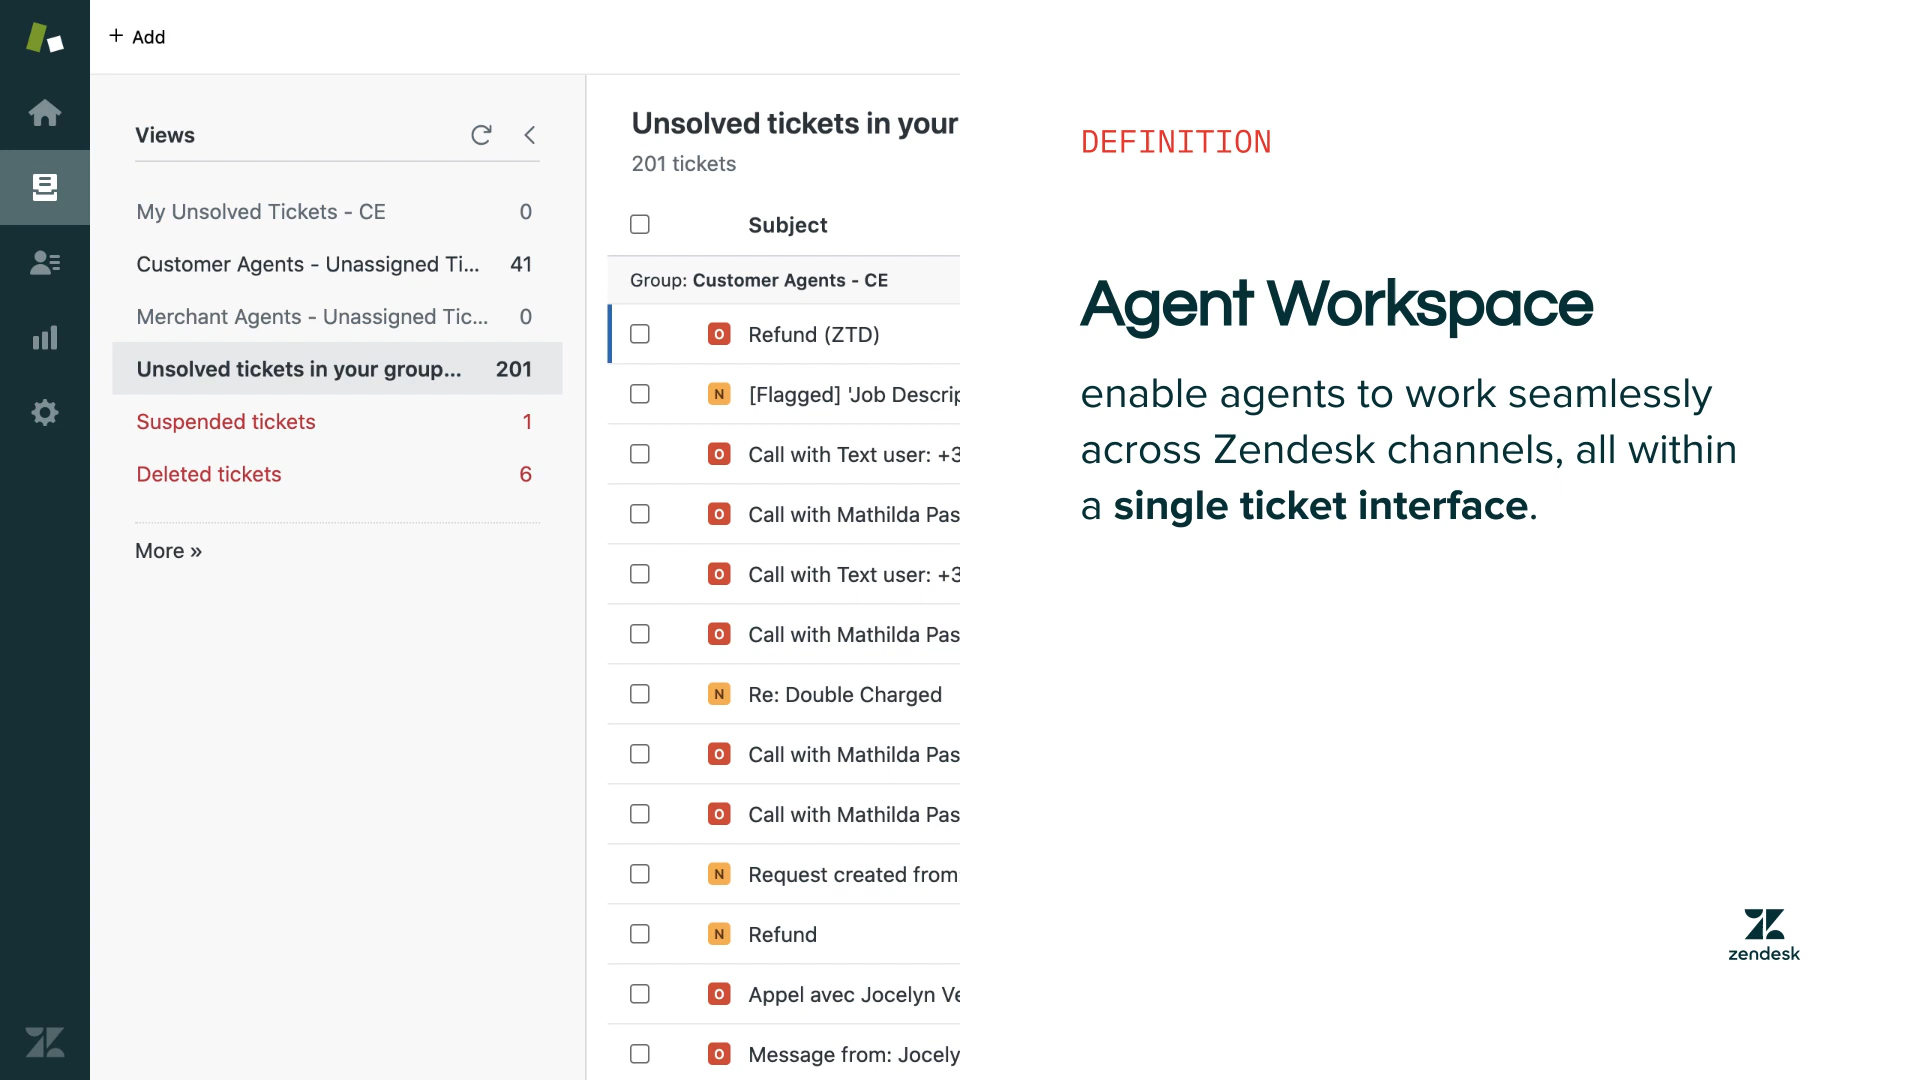 + Add
Views
My Unsolved Tickets - CE 0
Customer Agents - Unassigned Ti... 41
Merchant Agents - Unassigned Tic... 0
Unsolved tickets in your group... 201
Suspended tickets 1
Deleted tickets 6
More »
Unsolved tickets in your
201 tickets
Subject
Group: Customer Agents - CE
O Refund (ZTD)
N [Flagged] 'Job Descrip
O Call with Text user: +3
O Call with Mathilda Pas
O Call with Text user: +3
O Call with Mathilda Pas
N Re: Double Charged
O Call with Mathilda Pas
O Call with Mathilda Pas
N Request created from
N Refund
O Appel avec Jocelyn Ve
O Message from: Jocely
DEFINITION
Agent Workspace
enable agents to work seamlessly
across Zendesk channels, all within
a single ticket interface.
zendesk